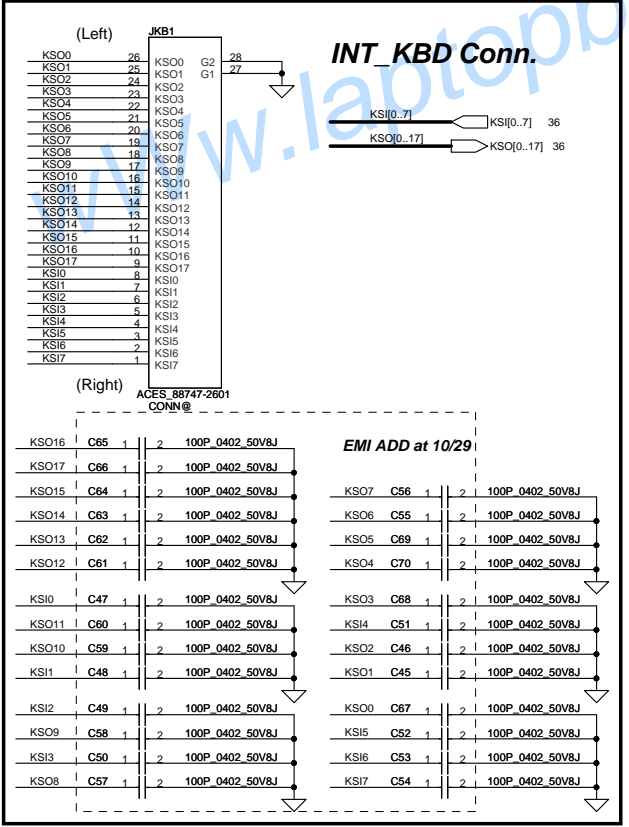 (Left)
JKB1
INT_KBD Conn.
KSO0 26 KSO0 G2 28
KSO1 25 KSO1 G1 27
KSO2 24 KSO2
KSO3 23 KSO3
KSO4 22 KSO4
KSO5 21 KSO5
KSO6 20 KSO6
KSO7 19 KSO7
KSO8 18 KSO8
KSO9 17 KSO9
KSO10 16 KSO10
KSO11 15 KSO11
KSO12 14 KSO12
KSO13 13 KSO13
KSO14 12 KSO14
KSO15 11 KSO15
KSO16 10 KSO16
KSO17 9 KSO17
KSI0 8 KSI0
KSI1 7 KSI1
KSI2 6 KSI2
KSI3 5 KSI3
KSI4 4 KSI4
KSI5 3 KSI5
KSI6 2 KSI6
KSI7 1 KSI7
KSI[0..7] KSI[0..7] 36
KSO[0..17] KSO[0..17] 36
(Right)
ACES_88747-2601
CONN@
EMI ADD at 10/29
KSO16 C65 1 2 100P_0402_50V8J
KSO17 C66 1 2 100P_0402_50V8J
KSO15 C64 1 2 100P_0402_50V8J
KSO14 C63 1 2 100P_0402_50V8J
KSO13 C62 1 2 100P_0402_50V8J
KSO12 C61 1 2 100P_0402_50V8J
KSI0 C47 1 2 100P_0402_50V8J
KSO11 C60 1 2 100P_0402_50V8J
KSO10 C59 1 2 100P_0402_50V8J
KSI1 C48 1 2 100P_0402_50V8J
KSI2 C49 1 2 100P_0402_50V8J
KSO9 C58 1 2 100P_0402_50V8J
KSI3 C50 1 2 100P_0402_50V8J
KSO8 C57 1 2 100P_0402_50V8J
KSO7 C56 1 2 100P_0402_50V8J
KSO6 C55 1 2 100P_0402_50V8J
KSO5 C69 1 2 100P_0402_50V8J
KSO4 C70 1 2 100P_0402_50V8J
KSO3 C68 1 2 100P_0402_50V8J
KSI4 C51 1 2 100P_0402_50V8J
KSO2 C46 1 2 100P_0402_50V8J
KSO1 C45 1 2 100P_0402_50V8J
KSO0 C67 1 2 100P_0402_50V8J
KSI5 C52 1 2 100P_0402_50V8J
KSI6 C53 1 2 100P_0402_50V8J
KSI7 C54 1 2 100P_0402_50V8J